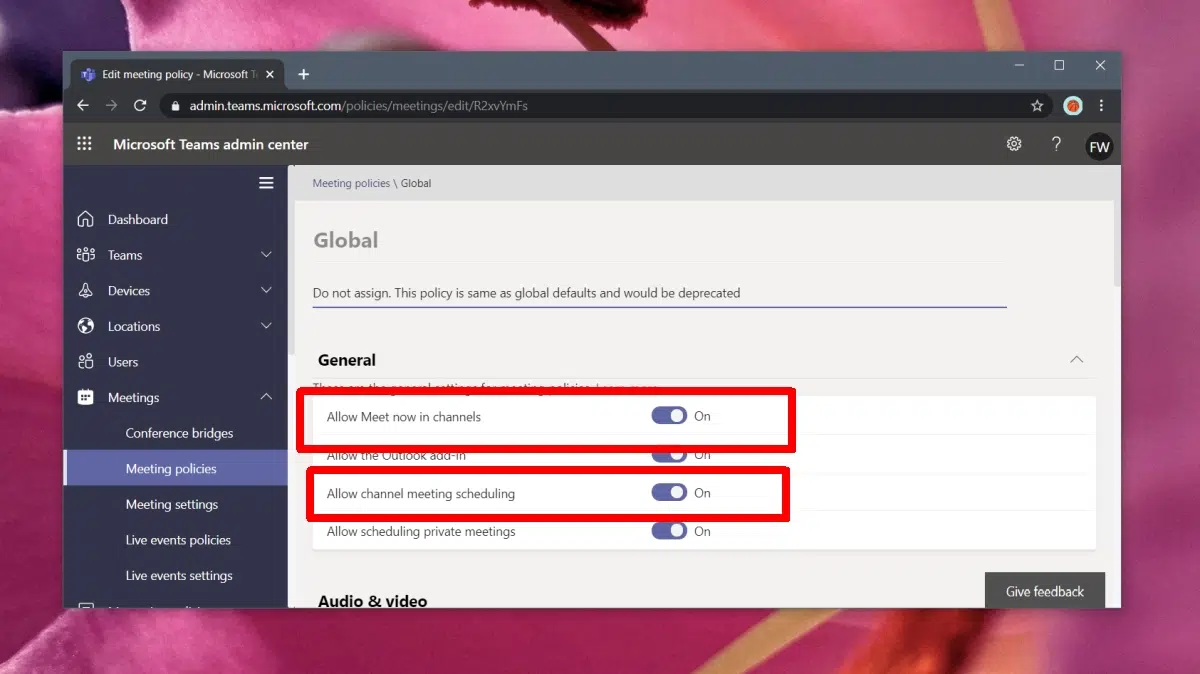 Edit meeting policy - Microsoft T
admin.teams.microsoft.com/policies/meetings/edit/R2xvYmFs
Microsoft Teams admin center
FW
Meeting policies \ Global
Dashboard
Teams
Devices
Locations
Users
Meetings
Conference bridges
Meeting policies
Meeting settings
Live events policies
Live events settings
Global
Do not assign. This policy is same as global defaults and would be deprecated
General
These are the general settings for meeting policies. Learn more
Allow Meet now in channels On
Allow the Outlook add-in On
Allow channel meeting scheduling On
Allow scheduling private meetings On
Audio & video
Give feedback